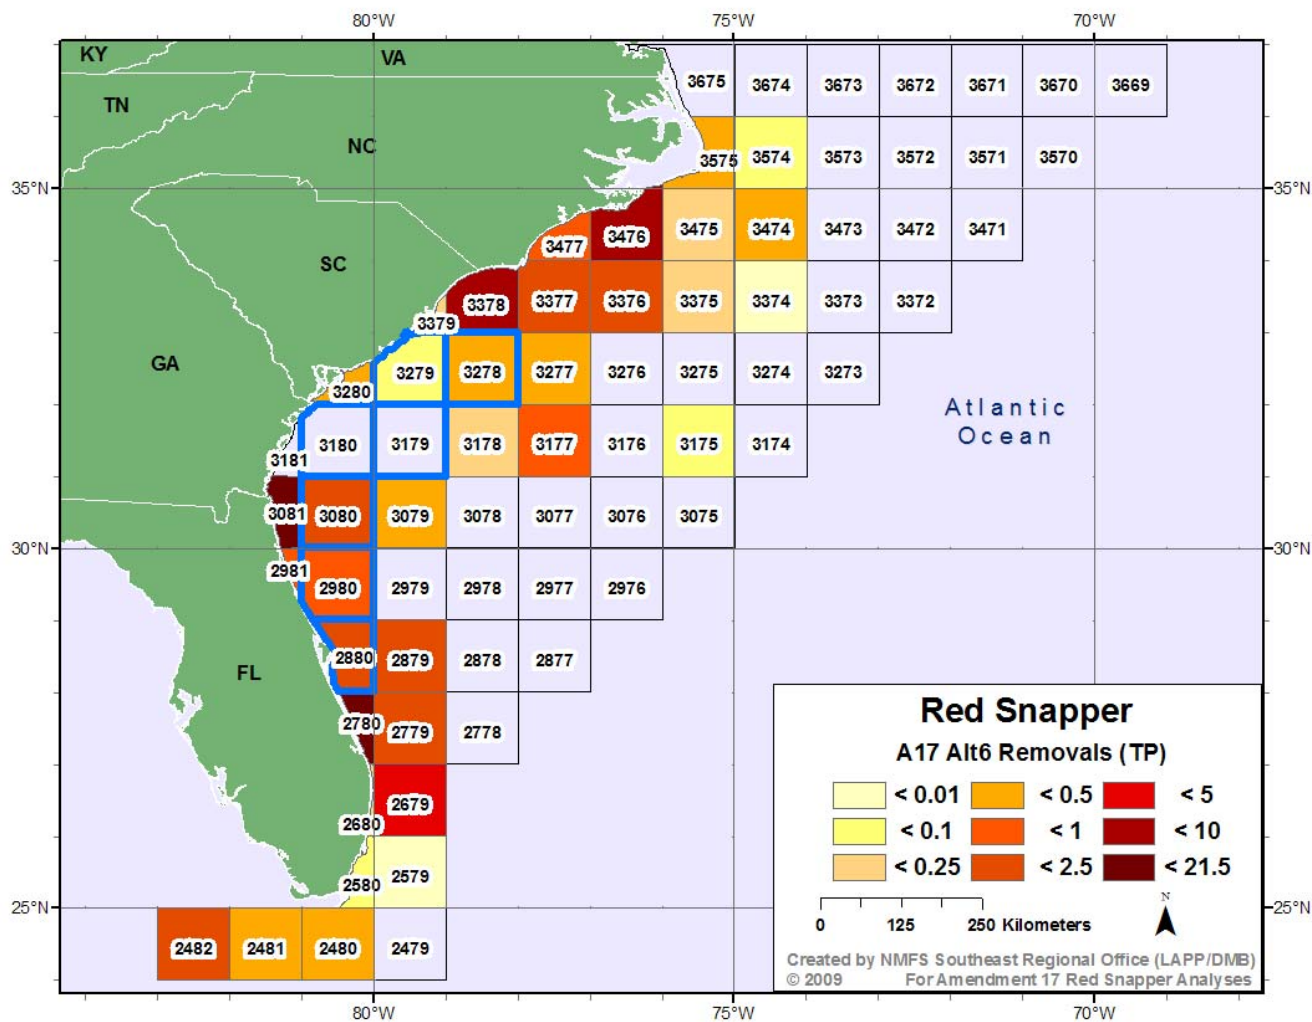 80°W 75°W 70°W
KY VA
3675 3674 3673 3672 3671 3670 3669
TN
NC
3575 3574 3573 3572 3571 3570
35°N 35°N
3477 3476 3475 3474 3473 3472 3471
SC
3379 3378 3377 3376 3375 3374 3373 3372
GA
3280 3279 3278 3277 3276 3275 3274 3273
Atlantic
Ocean
3181 3180 3179 3178 3177 3176 3175 3174
3081 3080 3079 3078 3077 3076 3075
30°N 30°N
2981 2980 2979 2978 2977 2976
FL
2880 2879 2878 2877
2780 2779 2778
2680 2679
2580 2579
25°N 25°N
2482 2481 2480 2479
Red Snapper
A17 Alt6 Removals (TP)
< 0.01 < 0.5 < 5
< 0.1 < 1 < 10
< 0.25 < 2.5 < 21.5
N
0 125 250 Kilometers
Created by NMFS Southeast Regional Office (LAPP/DMB)
© 2009 For Amendment 17 Red Snapper Analyses
80°W 75°W 70°W